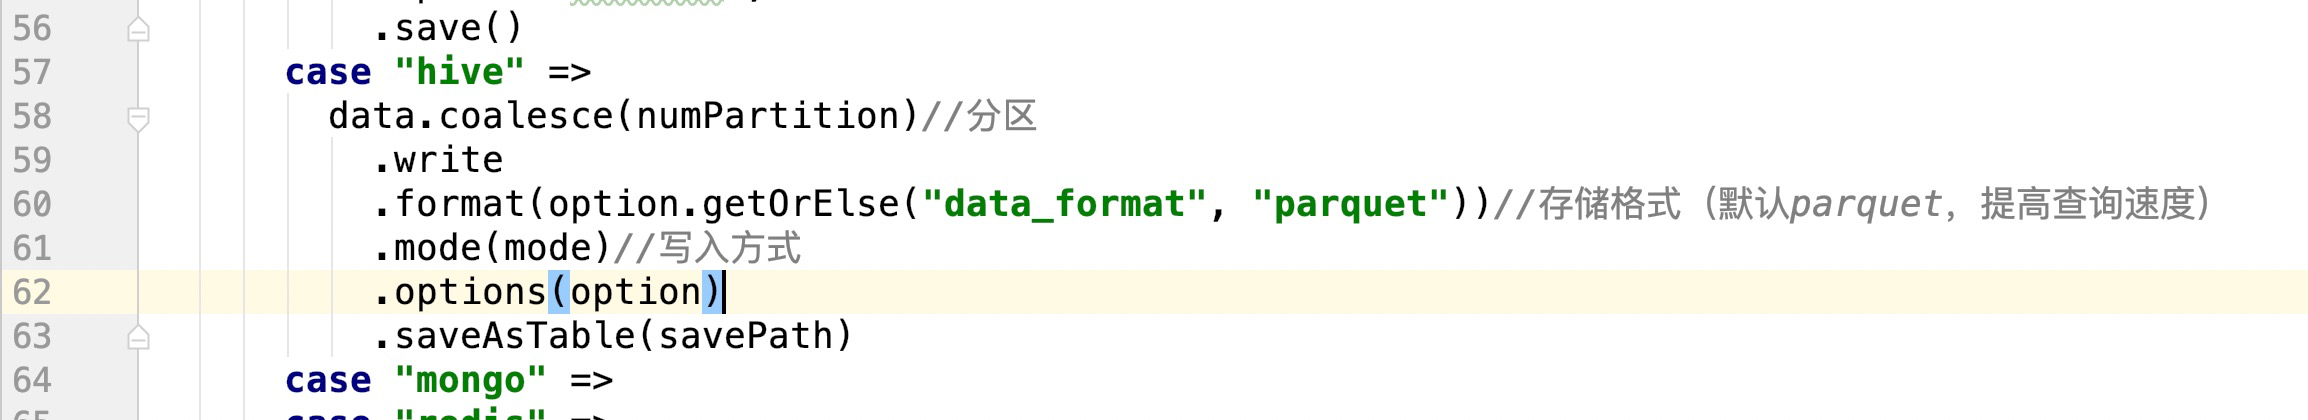 56 .save()
57 case "hive" =>
58 data.coalesce(numPartition)//分区
59 .write
60 .format(option.getOrElse("data_format", "parquet"))//存储格式（默认parquet，提高查询速度）
61 .mode(mode)//写入方式
62 .options(option)
63 .saveAsTable(savePath)
64 case "mongo" =>
65 case "redis" =>